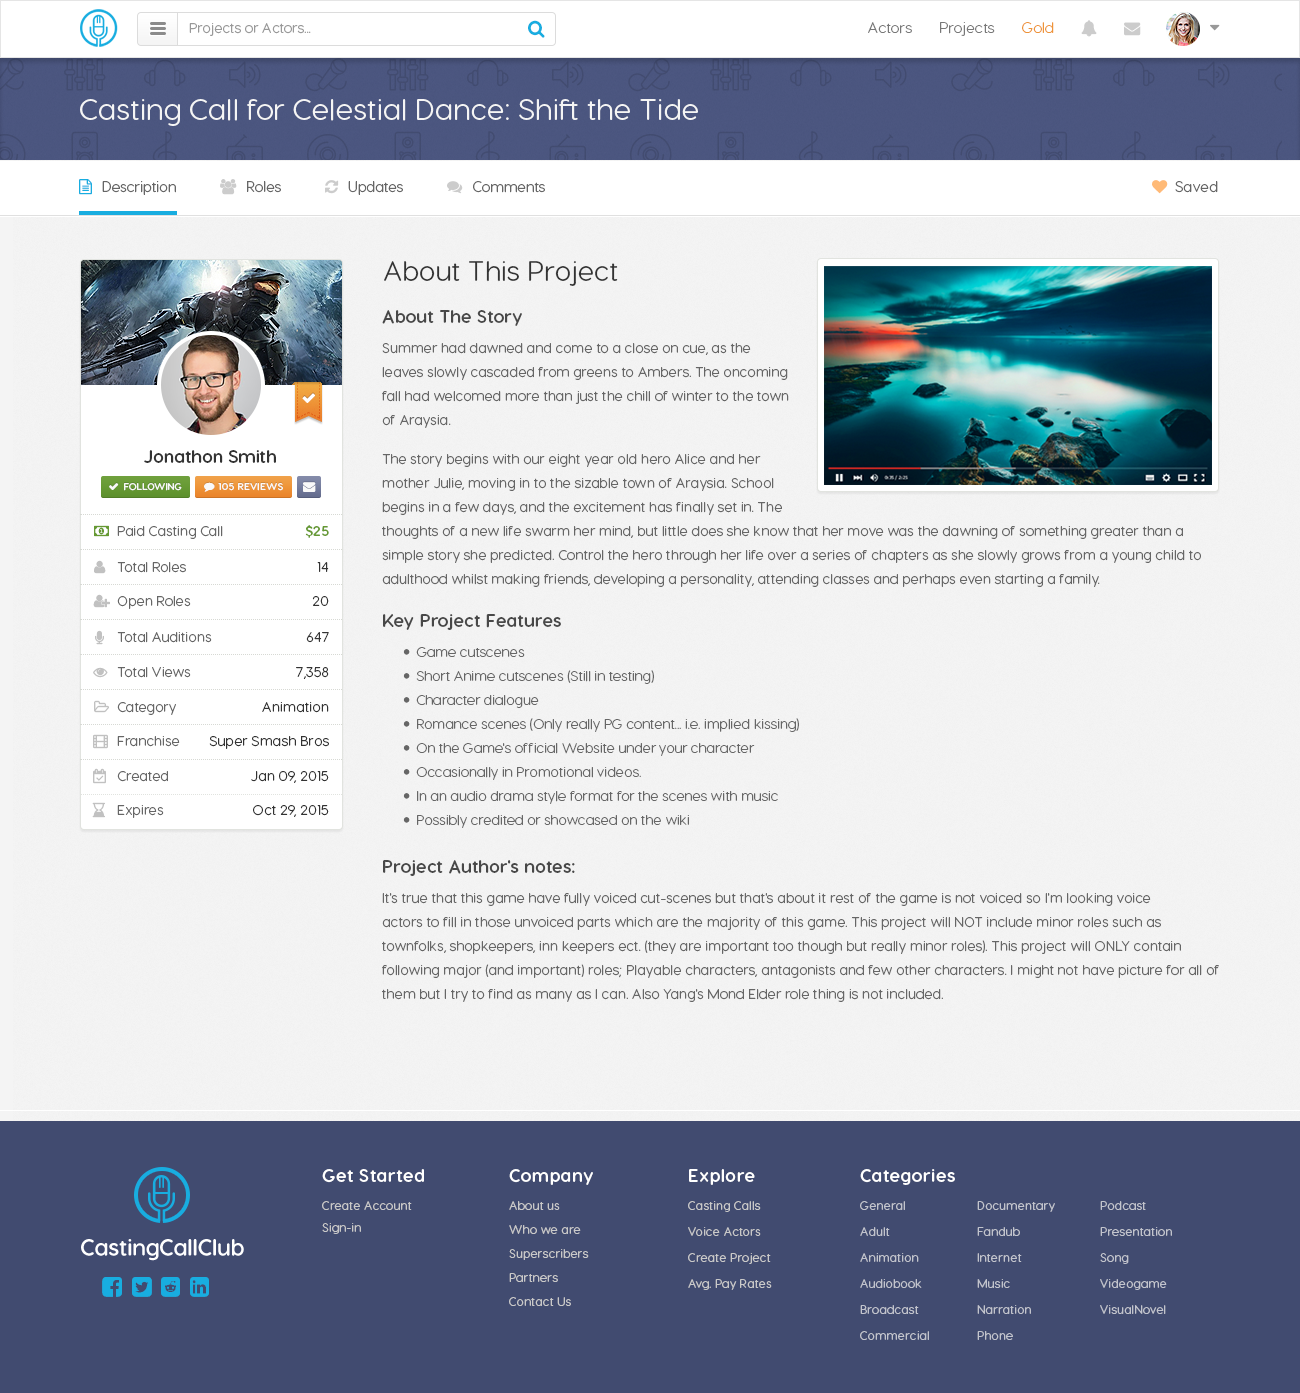 Projects or Actors...
Actors
Projects
Gold
Casting Call for Celestial Dance: Shift the Tide
Description
Roles
Updates
Comments
Saved
Jonathon Smith
FOLLOWING
105 REVIEWS
Paid Casting Call $25
Total Roles 14
Open Roles 20
Total Auditions 647
Total Views 7,358
Category Animation
Franchise Super Smash Bros
Created Jan 09, 2015
Expires Oct 29, 2015
About This Project
About The Story
Summer had dawned and come to a close on cue, as the
leaves slowly cascaded from greens to Ambers. The oncoming
fall had welcomed more than just the chill of winter to the town
of Araysia.
The story begins with our eight year old hero Alice and her
mother Julie, moving in to the sizable town of Araysia. School
begins in a few days, and the excitement has finally set in. The
thoughts of a new life swarm her mind, but little does she know that her move was the dawning of something greater than a
simple story she predicted. Control the hero through her life over a series of chapters as she slowly grows from a young child to
adulthood whilst making friends, developing a personality, attending classes and perhaps even starting a family.
9:35 / 2:25
Key Project Features
• Game cutscenes
• Short Anime cutscenes (Still in testing)
• Character dialogue
• Romance scenes (Only really PG content... i.e. implied kissing)
• On the Game's official Website under your character
• Occasionally in Promotional videos.
• In an audio drama style format for the scenes with music
• Possibly credited or showcased on the wiki
Project Author's notes:
It's true that this game have fully voiced cut-scenes but that's about it rest of the game is not voiced so I'm looking voice
actors to fill in those unvoiced parts which are the majority of this game. This project will NOT include minor roles such as
townfolks, shopkeepers, inn keepers ect. (they are important too though but really minor roles). This project will ONLY contain
following major (and important) roles; Playable characters, antagonists and few other characters. I might not have picture for all of
them but I try to find as many as I can. Also Yang's Mond Elder role thing is not included.
CastingCallClub
Get Started
Create Account
Sign-in
Company
About us
Who we are
Superscribers
Partners
Contact Us
Explore
Casting Calls
Voice Actors
Create Project
Avg. Pay Rates
Categories
General
Adult
Animation
Audiobook
Broadcast
Commercial
Documentary
Fandub
Internet
Music
Narration
Phone
Podcast
Presentation
Song
Videogame
VisualNovel